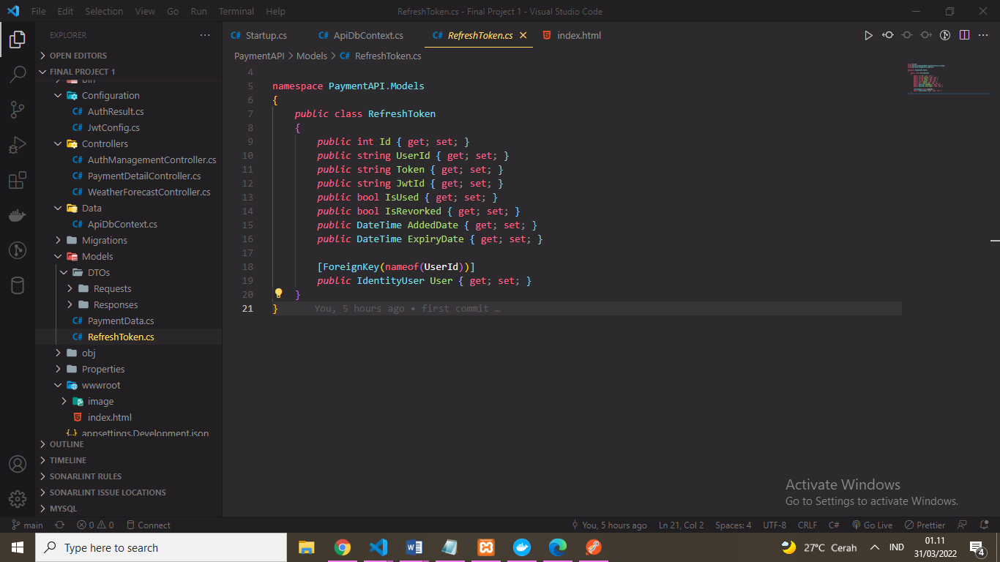 File Edit Selection View Go Run Terminal Help RefreshToken.cs - Final Project 1 - Visual Studio Code
EXPLORER
OPEN EDITORS
FINAL PROJECT 1
bin
Configuration
C# AuthResult.cs
C# JwtConfig.cs
Controllers
C# AuthManagementController.cs
C# PaymentDetailController.cs
C# WeatherForecastController.cs
Data
C# ApiDbContext.cs
Migrations
Models
DTOs
Requests
Responses
C# PaymentData.cs
C# RefreshToken.cs
obj
Properties
wwwroot
image
index.html
{..} appsettings.Development.json
OUTLINE
TIMELINE
SONARLINT RULES
SONARLINT ISSUE LOCATIONS
MYSQL
C# Startup.cs C# ApiDbContext.cs C# RefreshToken.cs index.html
PaymentAPI > Models > C# RefreshToken.cs
4
5 namespace PaymentAPI.Models
6 {
7 public class RefreshToken
8 {
9 public int Id { get; set; }
10 public string UserId { get; set; }
11 public string Token { get; set; }
12 public string JwtId { get; set; }
13 public bool IsUsed { get; set; }
14 public bool IsRevorked { get; set; }
15 public DateTime AddedDate { get; set; }
16 public DateTime ExpiryDate { get; set; }
17
18 [ForeignKey(nameof(UserId))]
19 public IdentityUser User { get; set; }
20 }
21 } You, 5 hours ago • first commit …
Activate Windows
Go to Settings to activate Windows.
main 0 0 Connect You, 5 hours ago Ln 21, Col 2 Spaces: 4 UTF-8 CRLF C# Go Live Prettier
Type here to search 27°C Cerah IND 01.11
31/03/2022 4